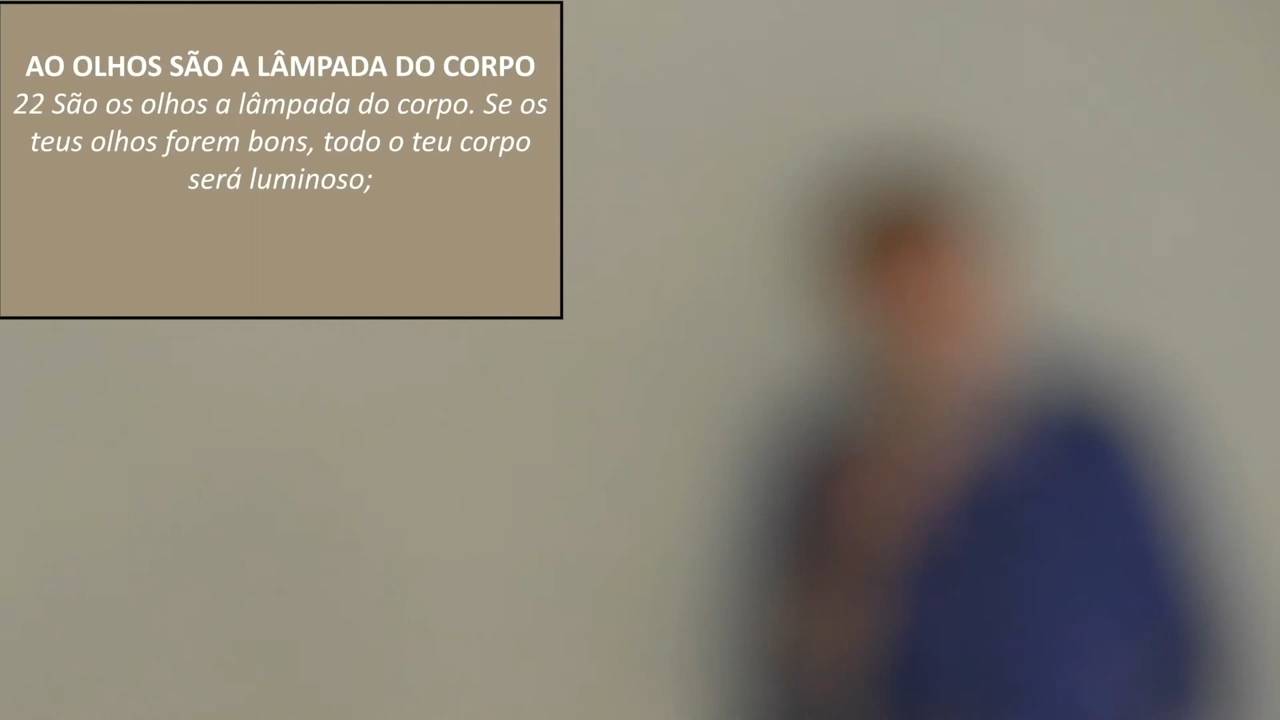 AO OLHOS SÃO A LÂMPADA DO CORPO
22 São os olhos a lâmpada do corpo. Se os
teus olhos forem bons, todo o teu corpo
será luminoso;